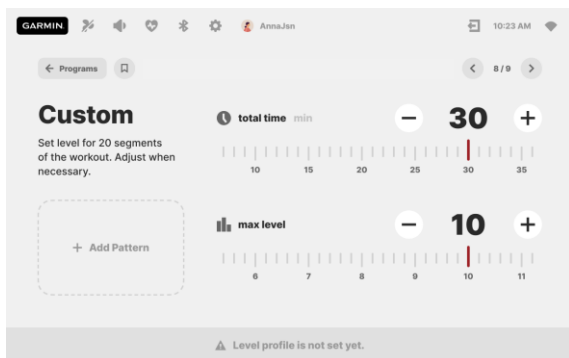 GARMIN
AnnaJsn
10:23 AM
← Programs
8/9
Custom
Set level for 20 segments
of the workout. Adjust when
necessary.
+ Add Pattern
total time min
− 30 +
10 15 20 25 30 35
max level
− 10 +
6 7 8 9 10 11
Level profile is not set yet.